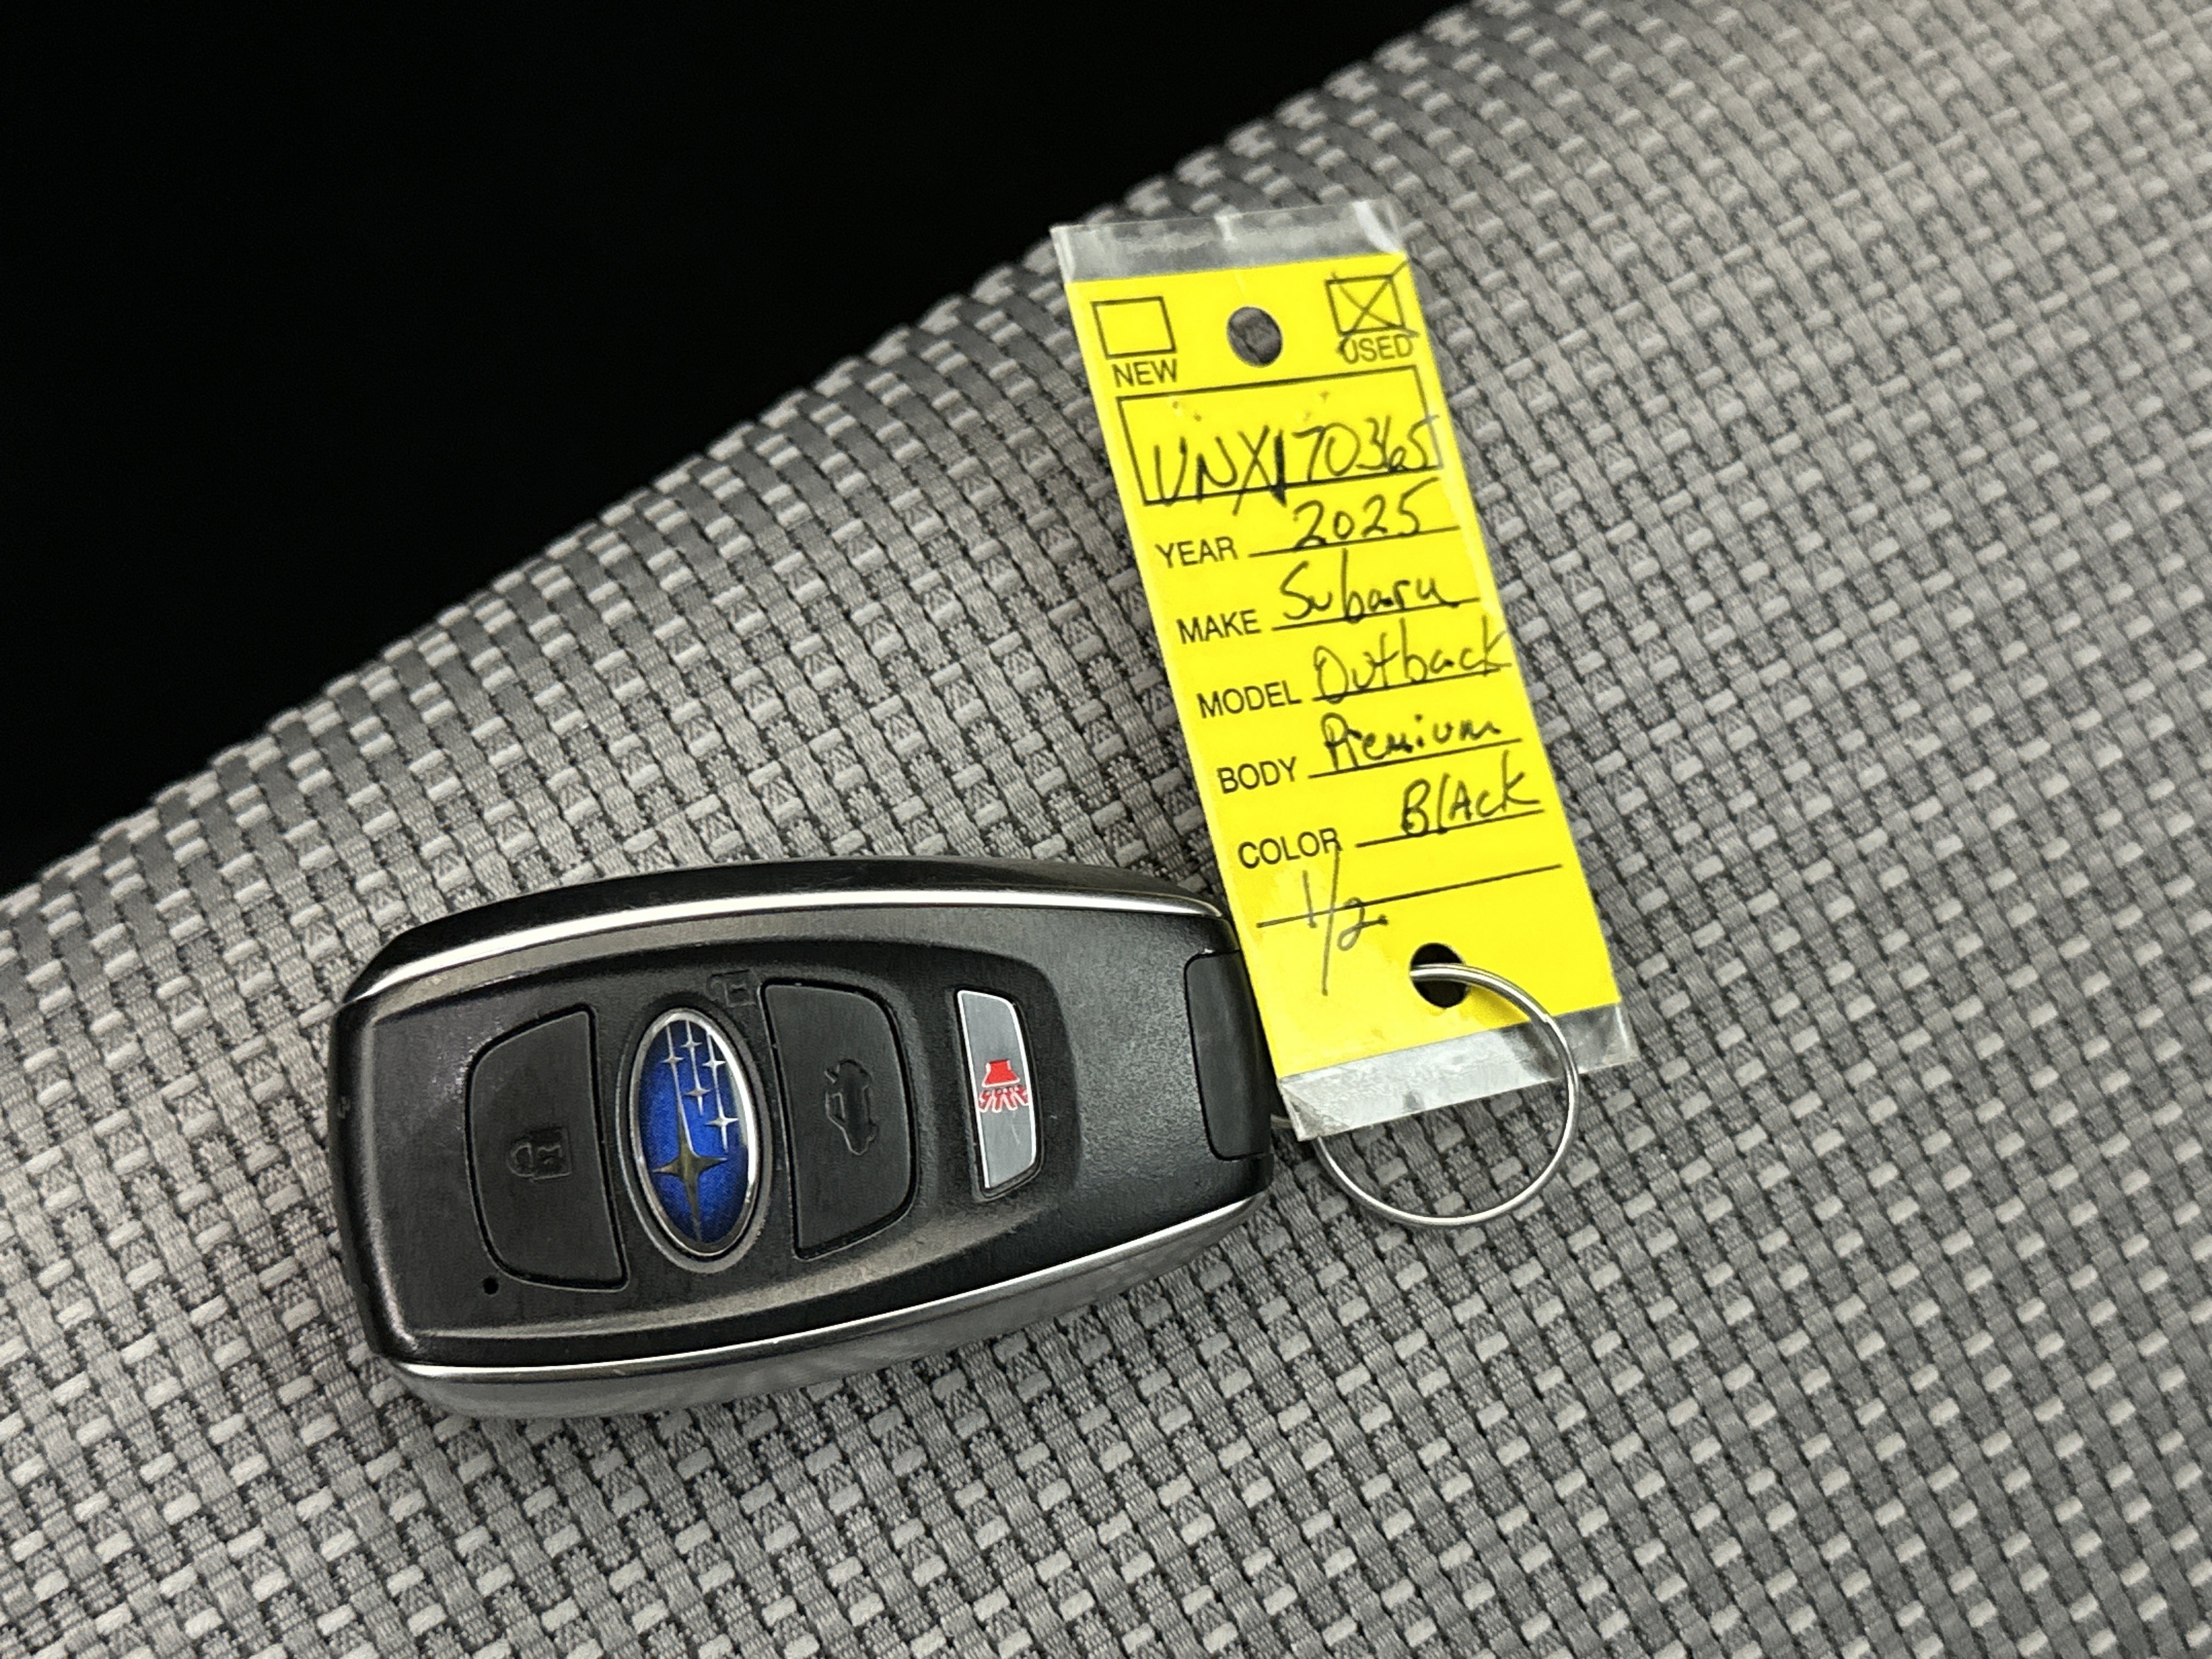 NEW USED
UNX170365
YEAR 2025
MAKE Subaru
MODEL Outback
BODY Premium
COLOR BlAck
1/2